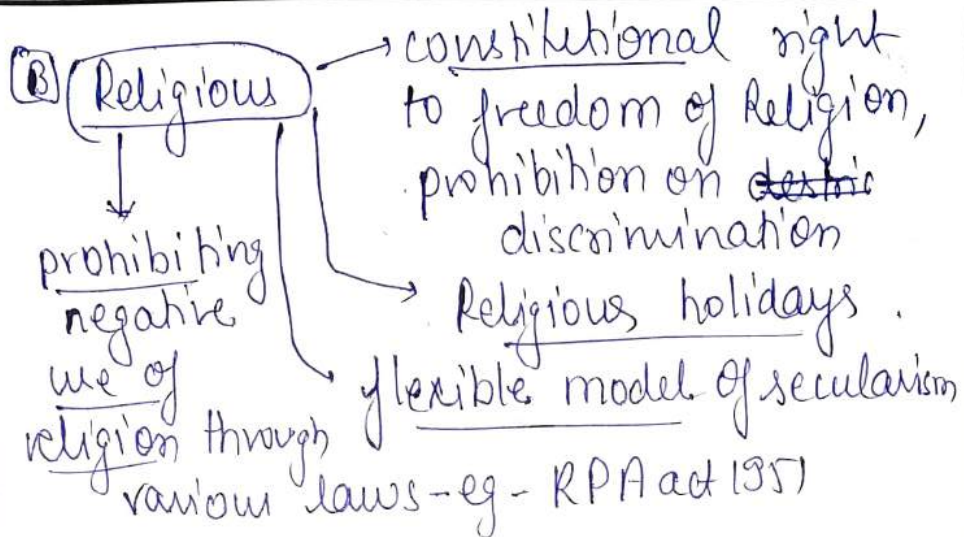 B Religious
constitutional right
to freedom of Religion,
prohibition on
discrimination
Religious holidays.
flexible model of secularism
prohibiting
negative
use of
religion through
various laws - eg - RPA act 1951